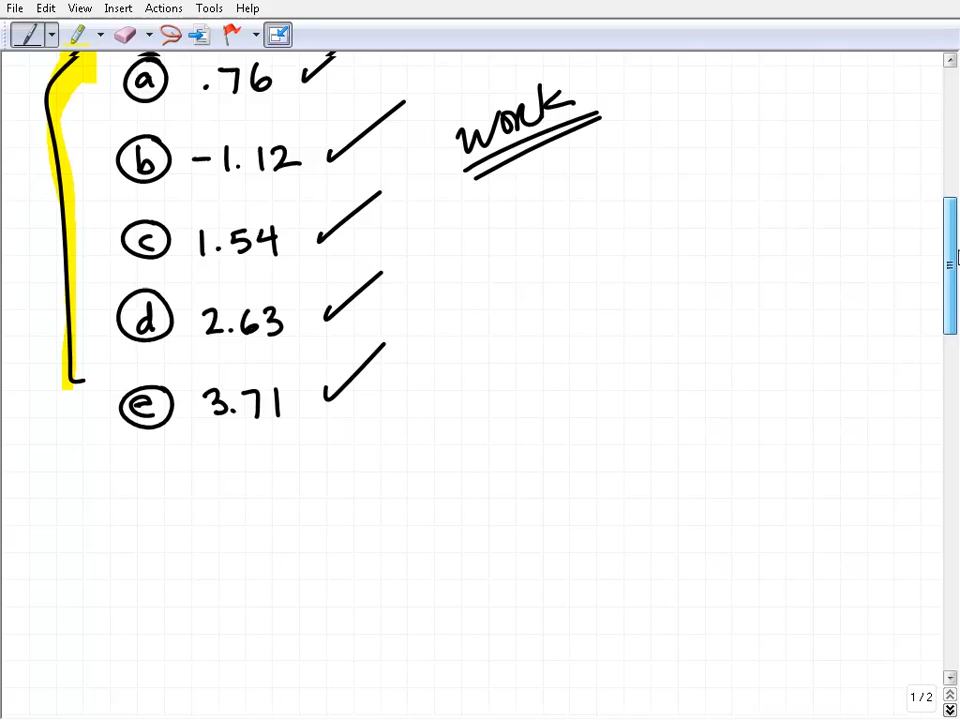 File Edit View Insert Actions Tools Help
a .76
work
b -1.12
c 1.54
d 2.63
e 3.71
1 / 2